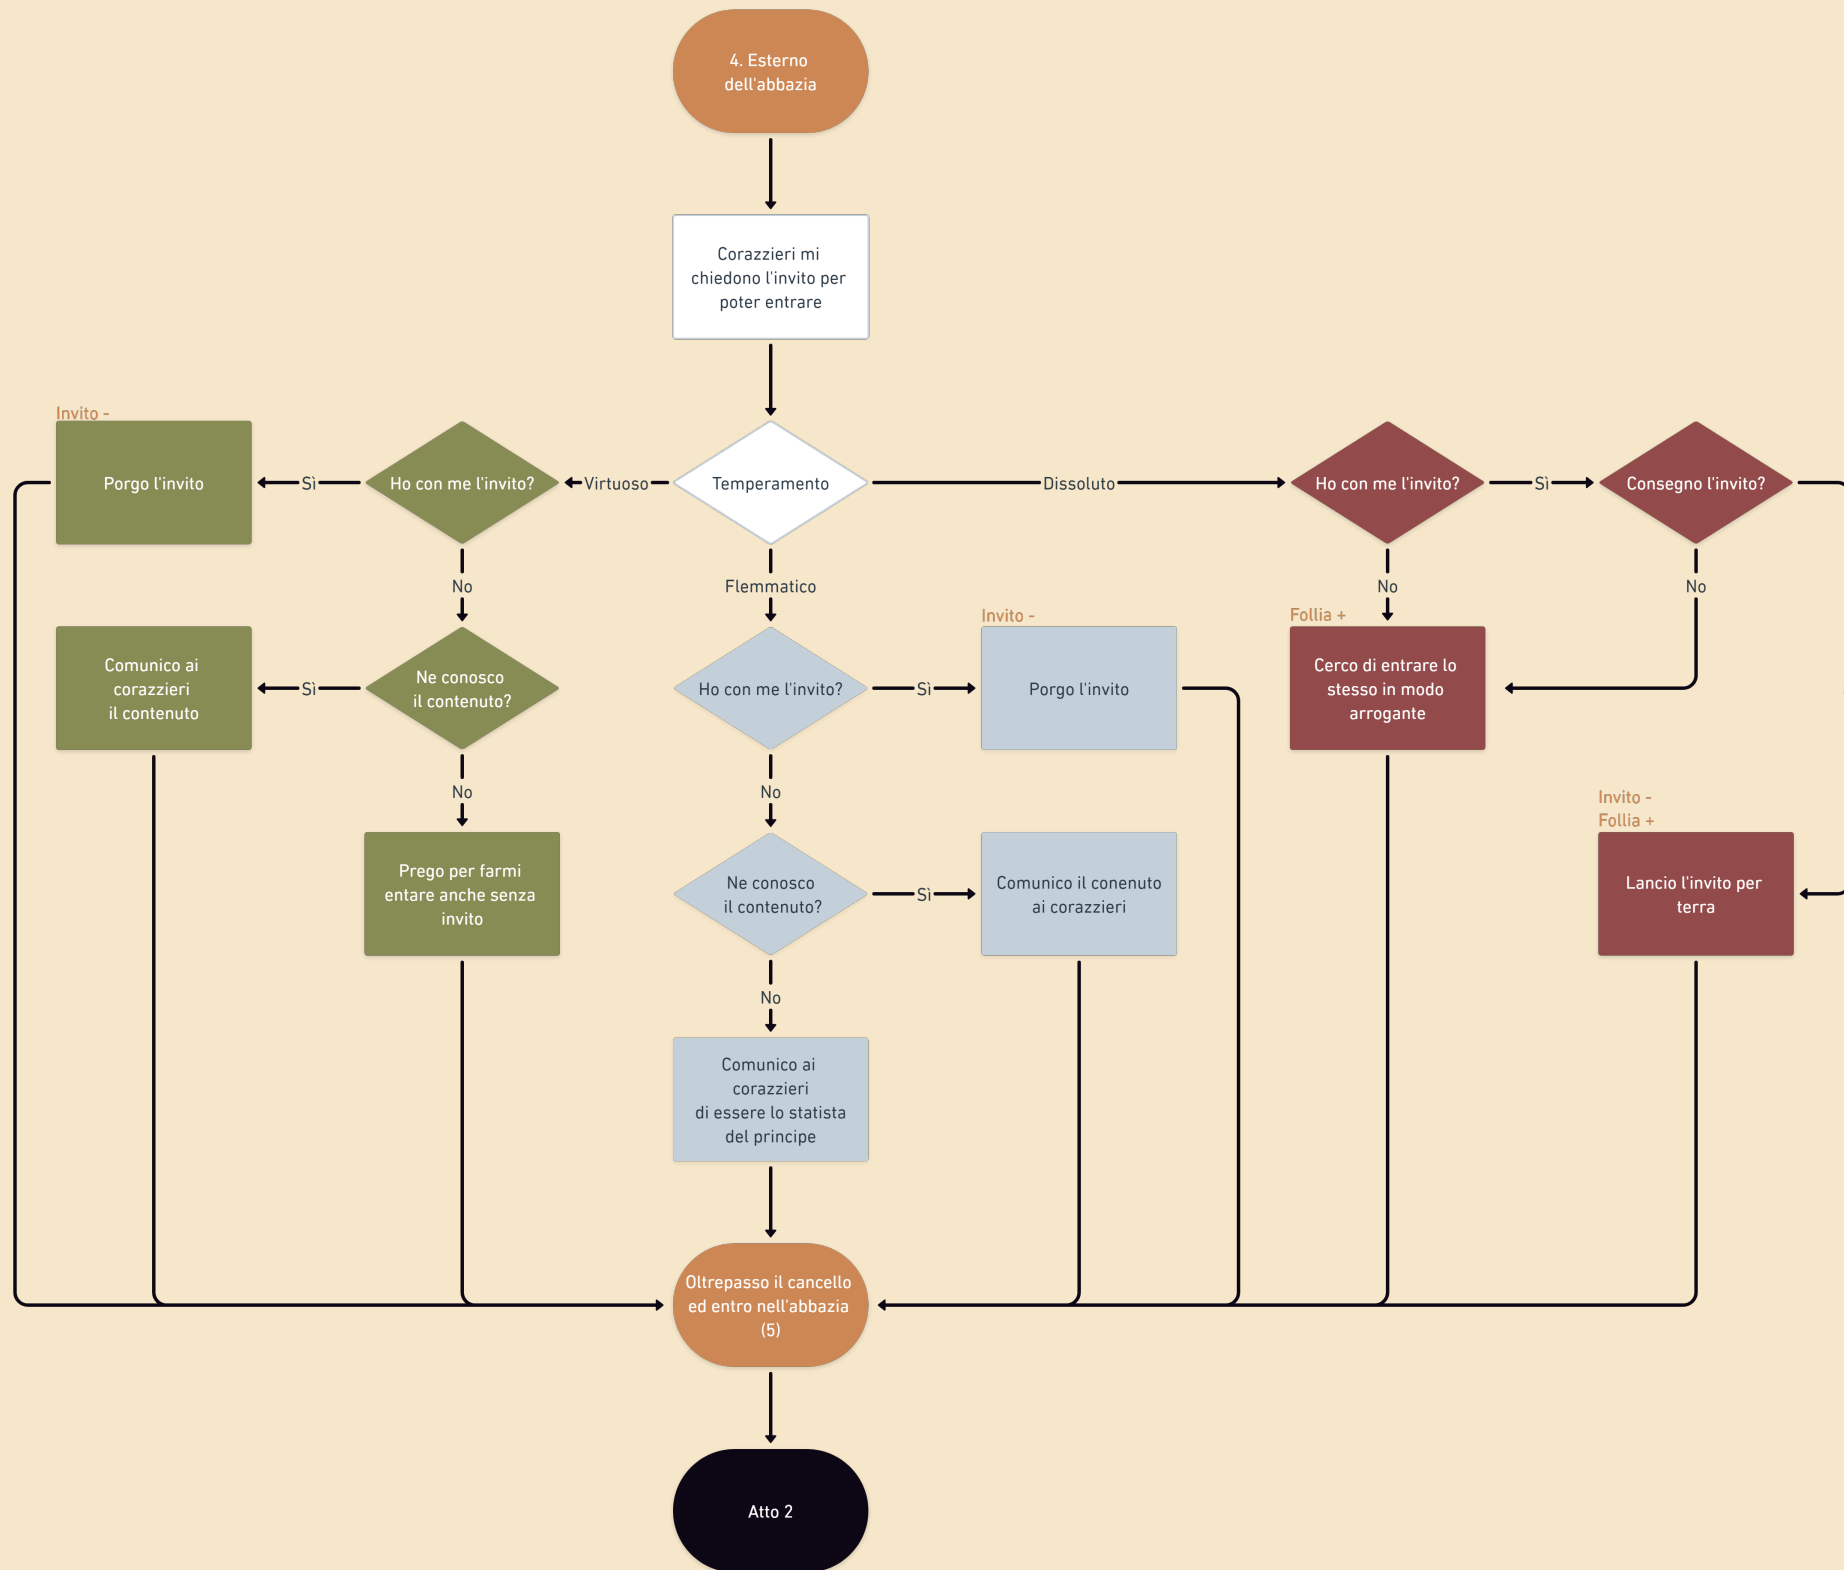 4. Esterno
dell'abbazia
Corazzieri mi
chiedono l'invito per
poter entrare
Invito -
Porgo l'invito
Sì
Ho con me l'invito?
Virtuoso
Temperamento
Dissoluto
Ho con me l'invito?
Sì
Consegno l'invito?
No
Flemmatico
No
No
Invito -
Follia +
Comunico ai
corazzieri
il contenuto
Sì
Ne conosco
il contenuto?
Ho con me l'invito?
Sì
Porgo l'invito
Cerco di entrare lo
stesso in modo
arrogante
No
No
Invito -
Follia +
Prego per farmi
entare anche senza
invito
Ne conosco
il contenuto?
Sì
Comunico il conenuto
ai corazzieri
Lancio l'invito per
terra
No
Comunico ai
corazzieri
di essere lo statista
del principe
Oltrepasso il cancello
ed entro nell'abbazia
(5)
Atto 2